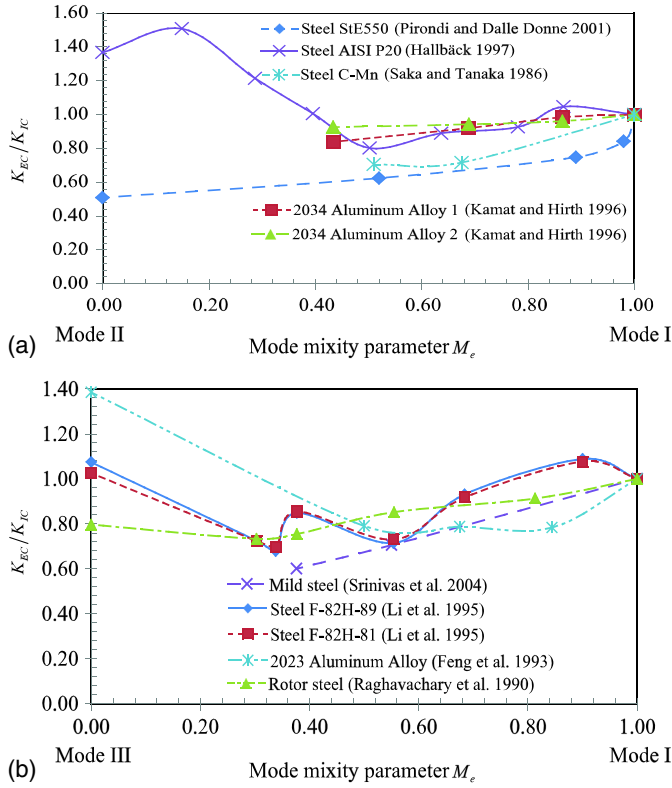 1.60
1.40
1.20
1.00
0.80
0.60
0.40
0.20
0.00
K_EC/K_IC
Steel StE550 (Pirondi and Dalle Donne 2001)
Steel AISI P20 (Hallbäck 1997)
Steel C-Mn (Saka and Tanaka 1986)
2034 Aluminum Alloy 1 (Kamat and Hirth 1996)
2034 Aluminum Alloy 2 (Kamat and Hirth 1996)
0.00 0.20 0.40 0.60 0.80 1.00
Mode II Mode I
(a) Mode mixity parameter M_e
1.40
1.20
1.00
0.80
0.60
0.40
0.20
0.00
K_EC/K_IC
Mild steel (Srinivas et al. 2004)
Steel F-82H-89 (Li et al. 1995)
Steel F-82H-81 (Li et al. 1995)
2023 Aluminum Alloy (Feng et al. 1993)
Rotor steel (Raghavachary et al. 1990)
0.00 0.20 0.40 0.60 0.80 1.00
Mode III Mode I
(b) Mode mixity parameter M_e